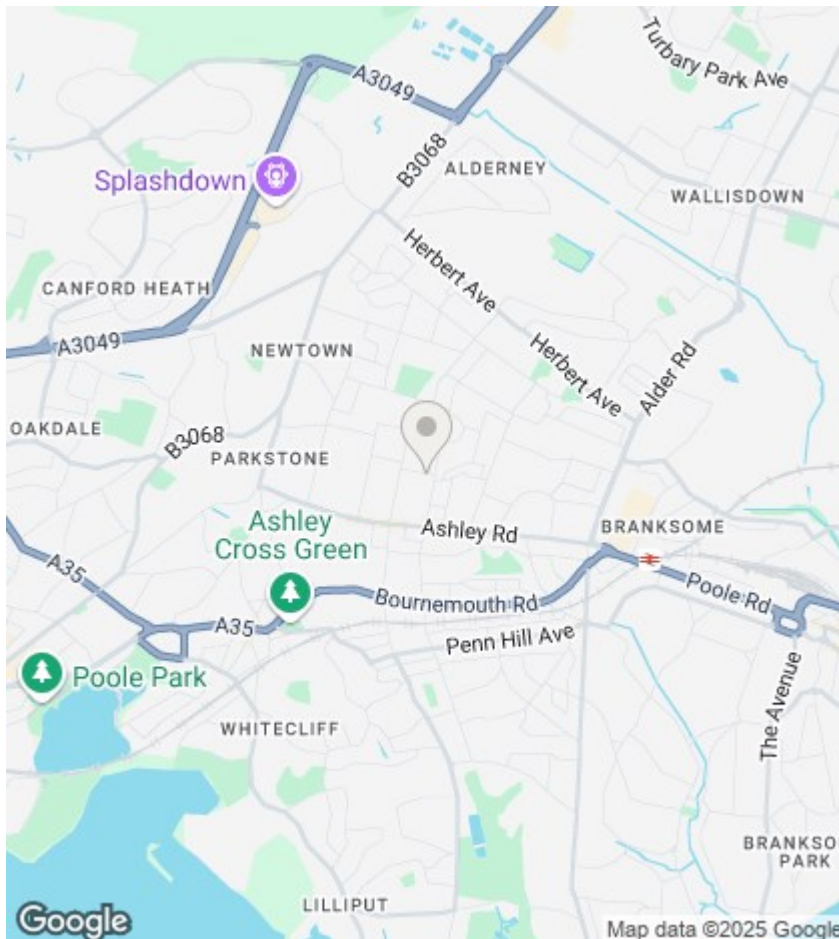 Turbary Park Ave
A3049
B3068
ALDERNEY
Splashdown
WALLISDOWN
Herbert Ave
CANFORD HEATH
A3049
NEWTOWN
Herbert Ave
Alder Rd
OAKDALE
B3068
PARKSTONE
Ashley
Cross Green
Ashley Rd
BRANKSOME
A35
Bournemouth Rd
Poole Rd
A35
Penn Hill Ave
Poole Park
The Avenue
WHITECLIFF
BRANKSO
PARK
LILLIPUT
Google
Map data ©2025 Google